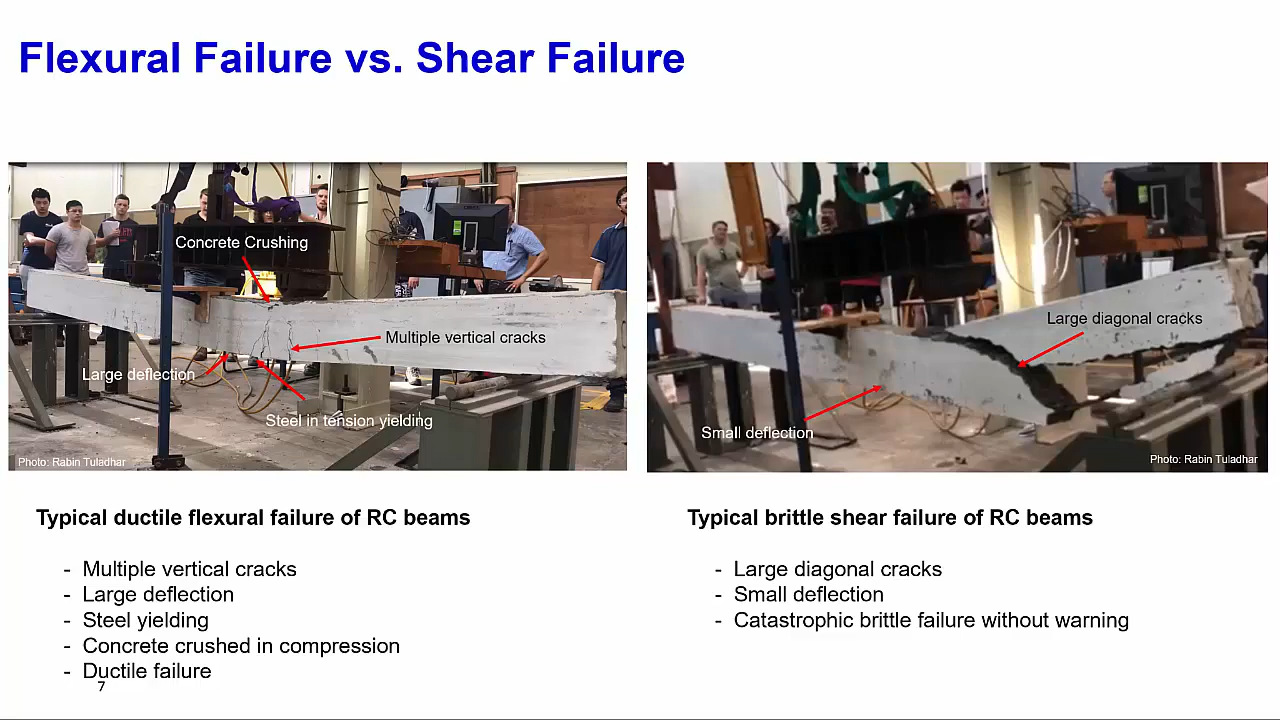 Flexural Failure vs. Shear Failure
Concrete Crushing
Multiple vertical cracks
Large deflection
Steel in tension yielding
Photo: Rabin Tuladhar
Large diagonal cracks
Small deflection
Photo: Rabin Tuladhar
Typical ductile flexural failure of RC beams
- Multiple vertical cracks
- Large deflection
- Steel yielding
- Concrete crushed in compression
- Ductile failure
Typical brittle shear failure of RC beams
- Large diagonal cracks
- Small deflection
- Catastrophic brittle failure without warning
7